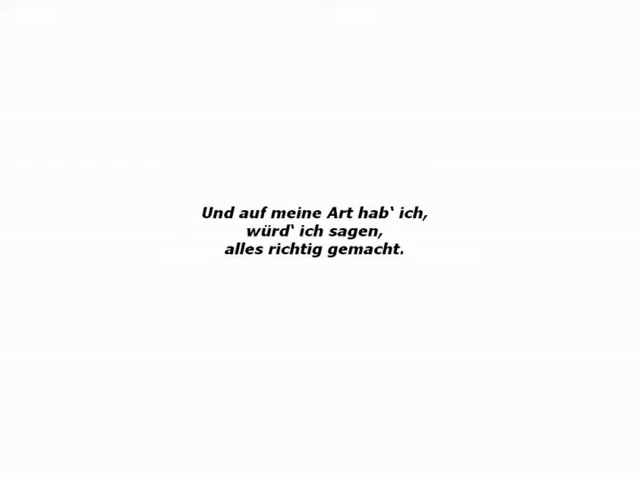 Und auf meine Art hab‘ ich,
würd‘ ich sagen,
alles richtig gemacht.